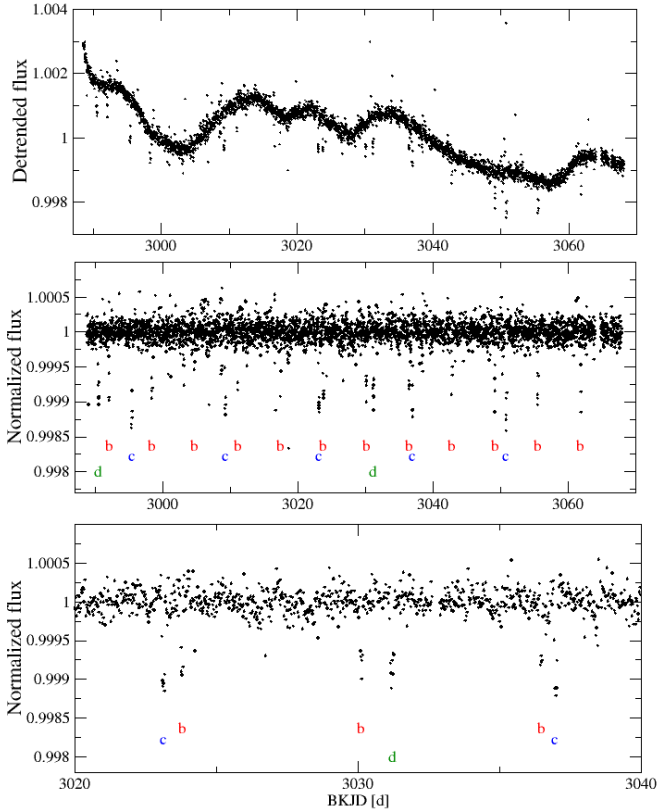 1.004
1.002
1
0.998
Detrended flux
3000
3020
3040
3060
1.0005
1
0.9995
0.999
0.9985
0.998
Normalized flux
b b b b b b b b b b b b
c c c c c
d d
3000
3020
3040
3060
1.0005
1
0.9995
0.999
0.9985
0.998
Normalized flux
b b b
c c
d
3020
3030
3040
BKJD [d]